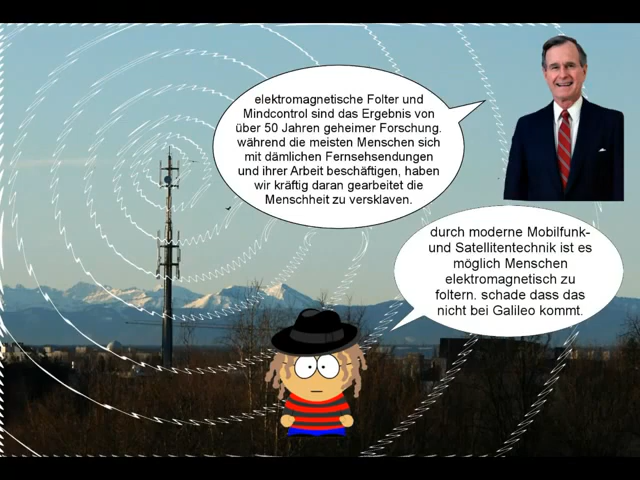 elektromagnetische Folter und
Mindcontrol sind das Ergebnis von
über 50 Jahren geheimer Forschung.
während die meisten Menschen sich
mit dämlichen Fernsehsendungen
und ihrer Arbeit beschäftigen, haben
wir kräftig daran gearbeitet die
Menschheit zu versklaven.
durch moderne Mobilfunk-
und Satellitentechnik ist es
möglich Menschen
elektromagnetisch zu
foltern. schade dass das
nicht bei Galileo kommt.